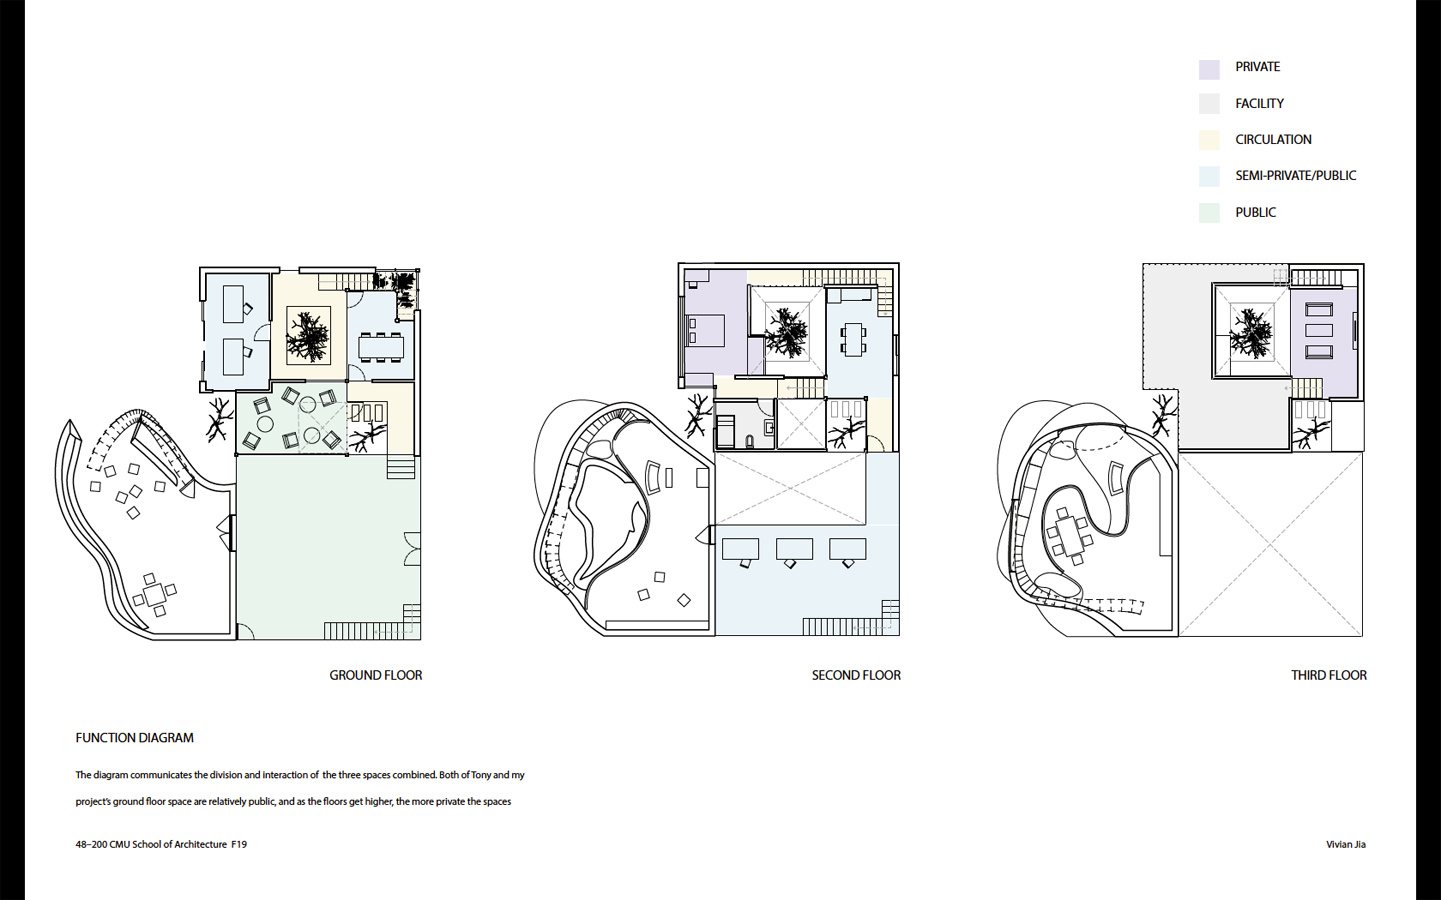 PRIVATE
FACILITY
CIRCULATION
SEMI-PRIVATE/PUBLIC
PUBLIC
GROUND FLOOR
SECOND FLOOR
THIRD FLOOR
FUNCTION DIAGRAM
The diagram communicates the division and interaction of the three spaces combined. Both of Tony and my
project's ground floor space are relatively public, and as the floors get higher, the more private the spaces
48-200 CMU School of Architecture F19
Vivian Jia